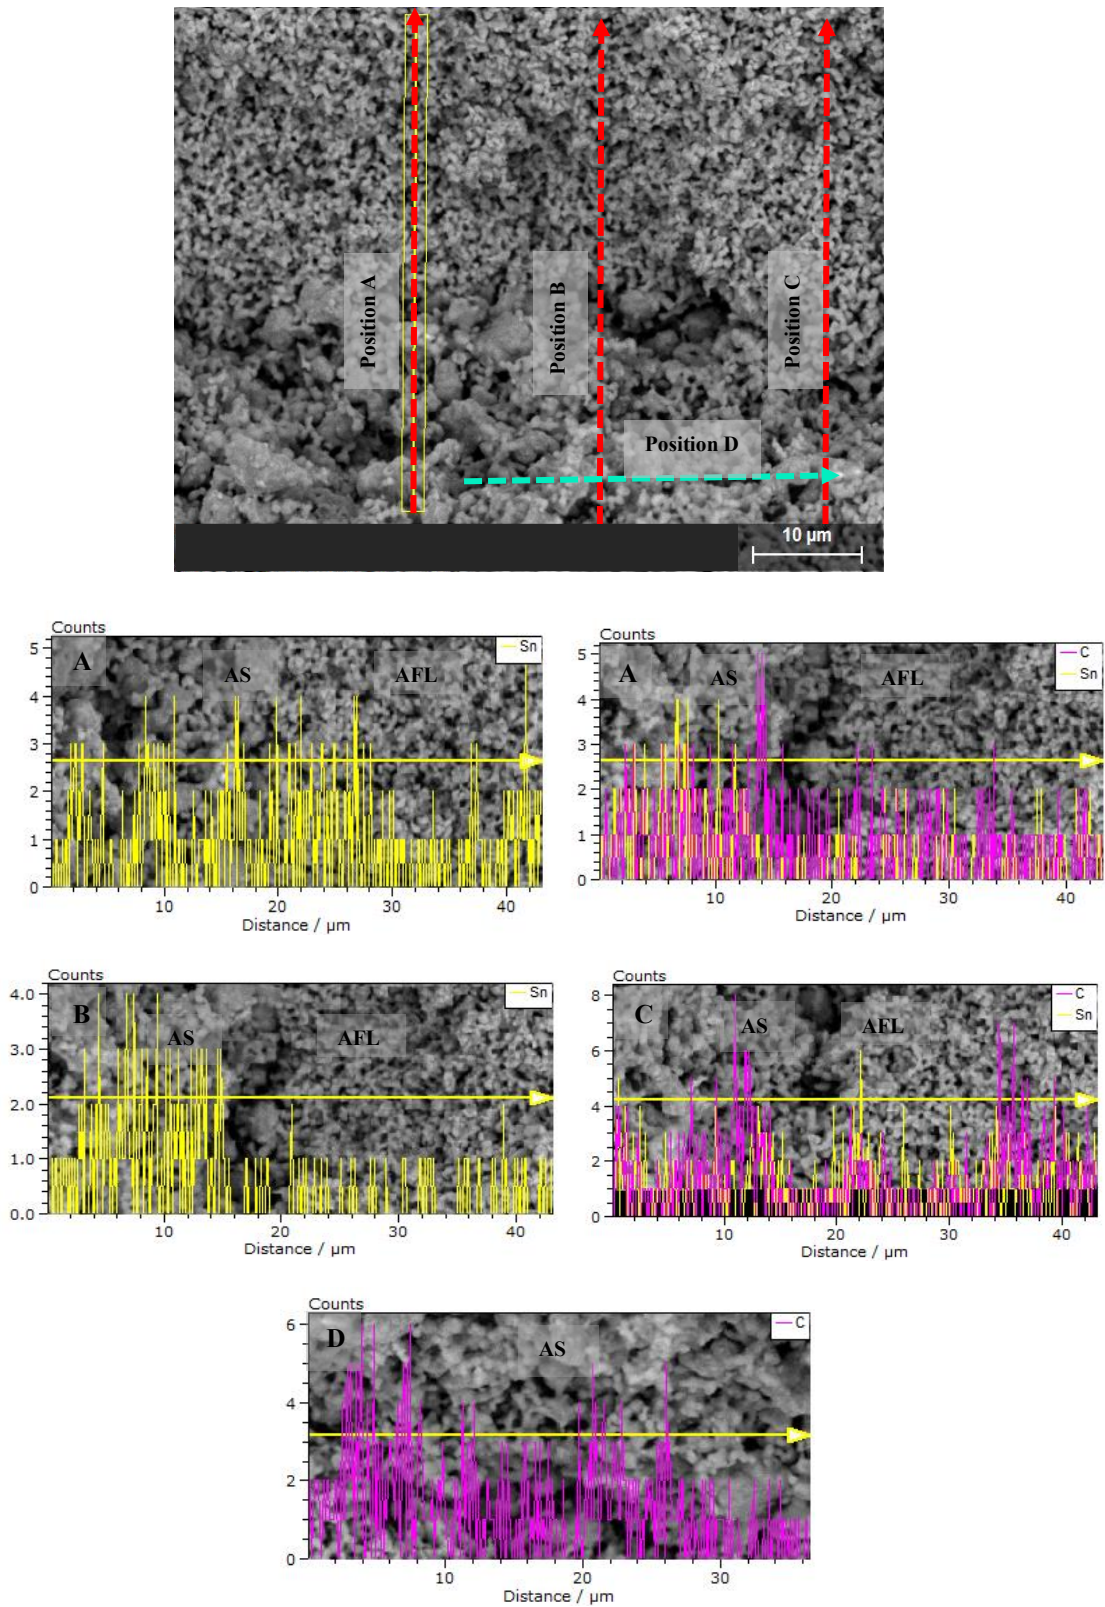 Position A
Position B
Position C
Position D
10 µm
Counts
5
4
3
2
1
0
A
AS
AFL
Sn
10
20
30
40
Distance / µm
Counts
5
4
3
2
1
0
A
AS
AFL
C
Sn
10
20
30
40
Distance / µm
Counts
4.0
3.0
2.0
1.0
0.0
B
AS
AFL
Sn
10
20
30
40
Distance / µm
Counts
8
6
4
2
0
C
AS
AFL
C
Sn
10
20
30
40
Distance / µm
Counts
6
4
2
0
D
AS
C
10
20
30
Distance / µm